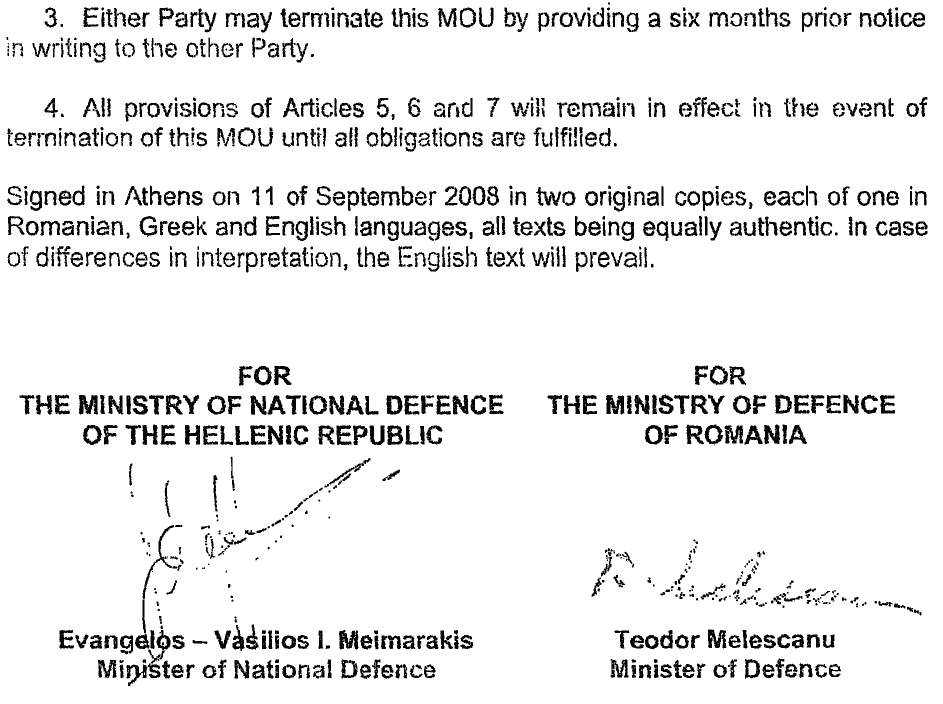 3. Either Party may terminate this MOU by providing a six months prior notice
in writing to the other Party.
4. All provisions of Articles 5, 6 and 7 will remain in effect in the event of
termination of this MOU until all obligations are fulfilled.
Signed in Athens on 11 of September 2008 in two original copies, each of one in
Romanian, Greek and English languages, all texts being equally authentic. In case
of differences in interpretation, the English text will prevail.
FOR
THE MINISTRY OF NATIONAL DEFENCE
OF THE HELLENIC REPUBLIC
Evangelos – Vasilios I. Meimarakis
Minister of National Defence
FOR
THE MINISTRY OF DEFENCE
OF ROMANIA
Teodor Melescanu
Minister of Defence